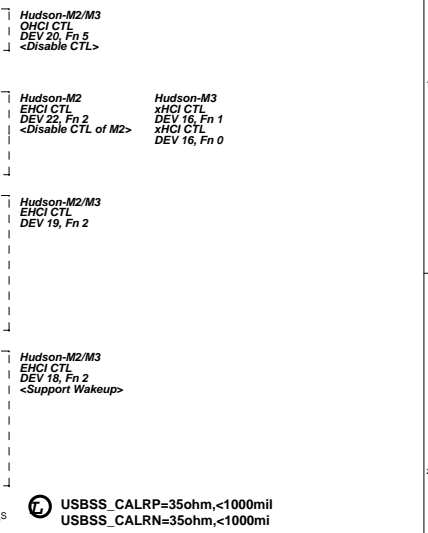 Hudson-M2/M3
OHCI CTL
DEV 20, Fn 5
<Disable CTL>
Hudson-M2
EHCI CTL
DEV 22, Fn 2
<Disable CTL of M2>
Hudson-M3
xHCI CTL
DEV 16, Fn 1
xHCI CTL
DEV 16, Fn 0
Hudson-M2/M3
EHCI CTL
DEV 19, Fn 2
Hudson-M2/M3
EHCI CTL
DEV 18, Fn 2
<Support Wakeup>
L USBSS_CALRP=35ohm,<1000mil
S USBSS_CALRN=35ohm,<1000mi